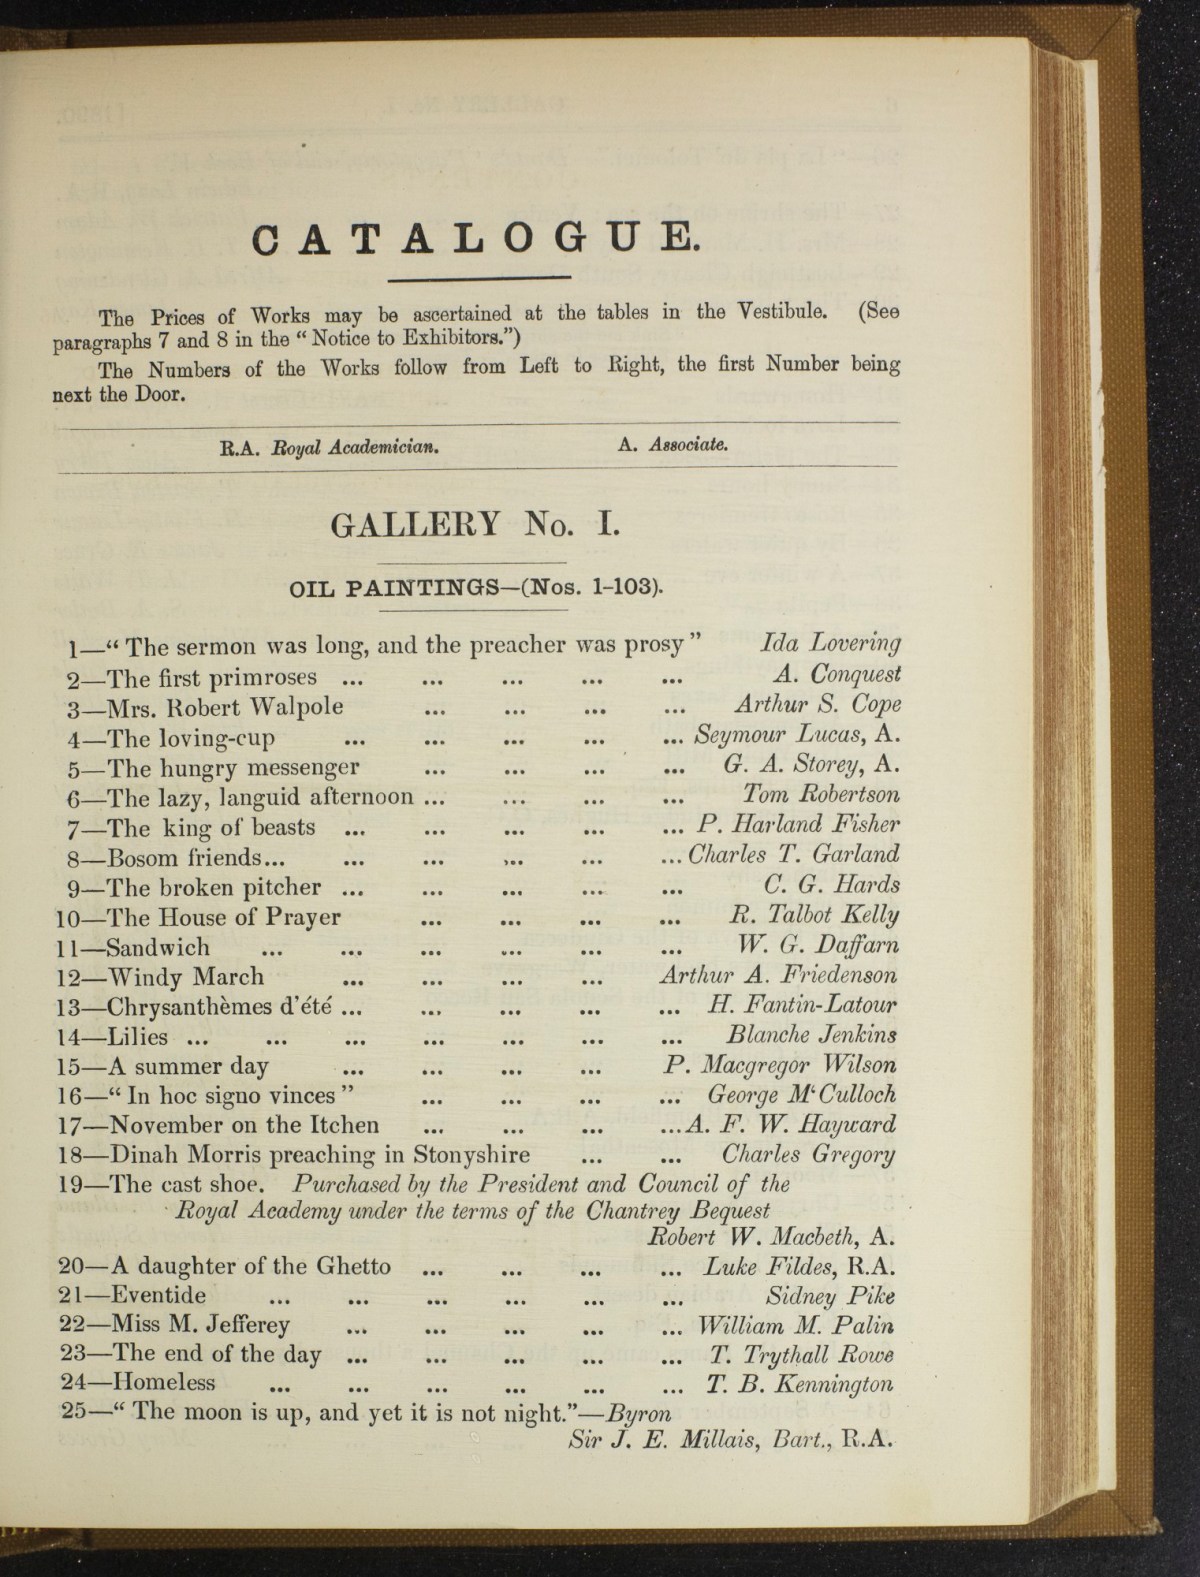 CATALOGUE.
The Prices of Works may be ascertained at the tables in the Vestibule. (See
paragraphs 7 and 8 in the “Notice to Exhibitors.”)
The Numbers of the Works follow from Left to Right, the first Number being
next the Door.
R.A. Royal Academician. A. Associate.
GALLERY No. I.
OIL PAINTINGS—(Nos. 1-103).
1—“The sermon was long, and the preacher was prosy” Ida Lovering
2—The first primroses ... ... ... ... ... A. Conquest
3—Mrs. Robert Walpole ... ... ... ... Arthur S. Cope
4—The loving-cup ... ... ... ... ... Seymour Lucas, A.
5—The hungry messenger ... ... ... ... G. A. Storey, A.
6—The lazy, languid afternoon ... ... ... ... Tom Robertson
7—The king of beasts ... ... ... ... ... P. Harland Fisher
8—Bosom friends... ... ... ... ... ... Charles T. Garland
9—The broken pitcher ... ... ... ... ... C. G. Hards
10—The House of Prayer ... ... ... ... R. Talbot Kelly
11—Sandwich ... ... ... ... ... ... W. G. Daffarn
12—Windy March ... ... ... ... Arthur A. Friedenson
13—Chrysanthèmes d'été ... ... ... ... ... H. Fantin-Latour
14—Lilies ... ... ... ... ... ... ... Blanche Jenkins
15—A summer day ... ... ... ... P. Macgregor Wilson
16—“In hoc signo vinces” ... ... ... ... George M‘Culloch
17—November on the Itchen ... ... ... ... A. F. W. Hayward
18—Dinah Morris preaching in Stonyshire ... ... Charles Gregory
19—The cast shoe. Purchased by the President and Council of the
Royal Academy under the terms of the Chantrey Bequest
Robert W. Macbeth, A.
20—A daughter of the Ghetto ... ... ... ... Luke Fildes, R.A.
21—Eventide ... ... ... ... ... ... Sidney Pike
22—Miss M. Jefferey ... ... ... ... ... William M. Palin
23—The end of the day ... ... ... ... ... T. Trythall Rowe
24—Homeless ... ... ... ... ... ... T. B. Kennington
25—“The moon is up, and yet it is not night.”—Byron
Sir J. E. Millais, Bart., R.A.